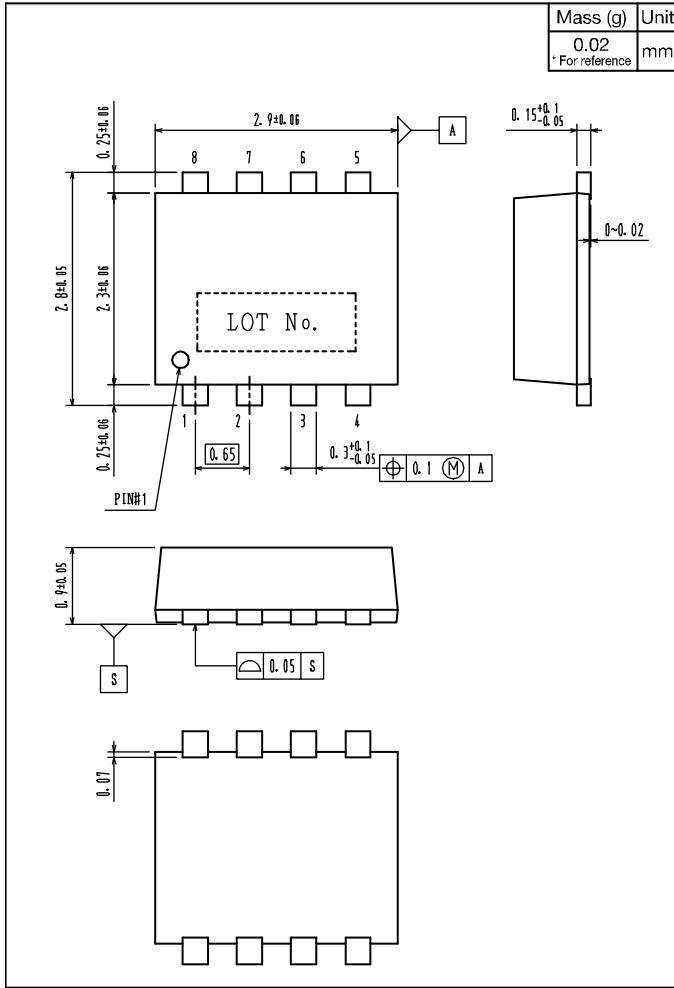 Mass (g) Unit
0.02 mm
* For reference
2.9±0.06
A
0.15+0.1-0.05
0.25±0.06
8 7 6 5
2.8±0.05
2.3±0.06
0~0.02
LOT No.
0.25±0.06
1 2 3 4
0.65
0.3+0.1-0.05
⌖ 0.1 Ⓜ A
PIN#1
0.9±0.05
S
⌓ 0.05 S
0.07